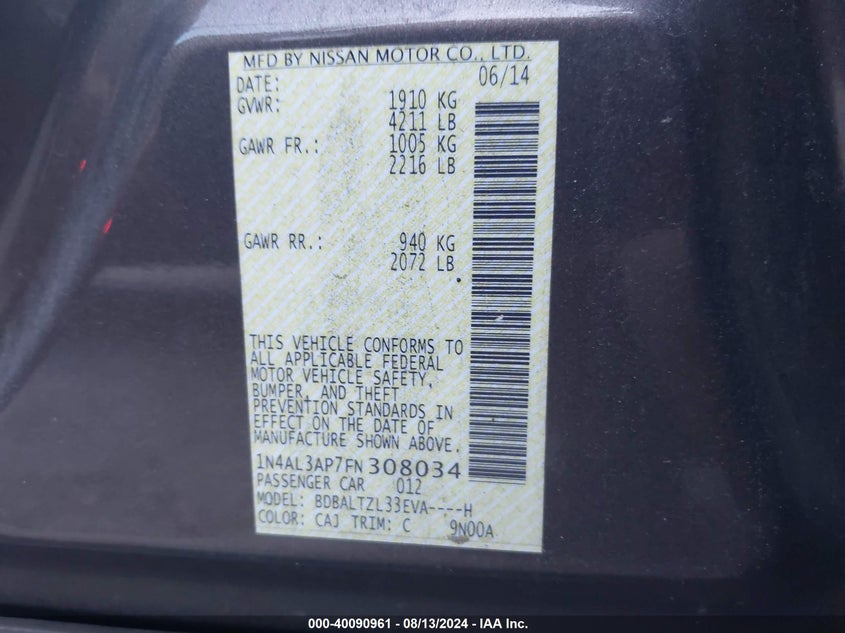 MFD BY NISSAN MOTOR CO., LTD.
DATE: 06/14
GVWR: 1910 KG
4211 LB
GAWR FR.: 1005 KG
2216 LB
GAWR RR.: 940 KG
2072 LB
THIS VEHICLE CONFORMS TO
ALL APPLICABLE FEDERAL
MOTOR VEHICLE SAFETY,
BUMPER, AND THEFT
PREVENTION STANDARDS IN
EFFECT ON THE DATE OF
MANUFACTURE SHOWN ABOVE.
1N4AL3AP7FN308034
PASSENGER CAR 012
MODEL: BDBALTZL33EVA----H
COLOR: CAJ TRIM: C 9N00A
000-40090961 - 08/13/2024 - IAA Inc.